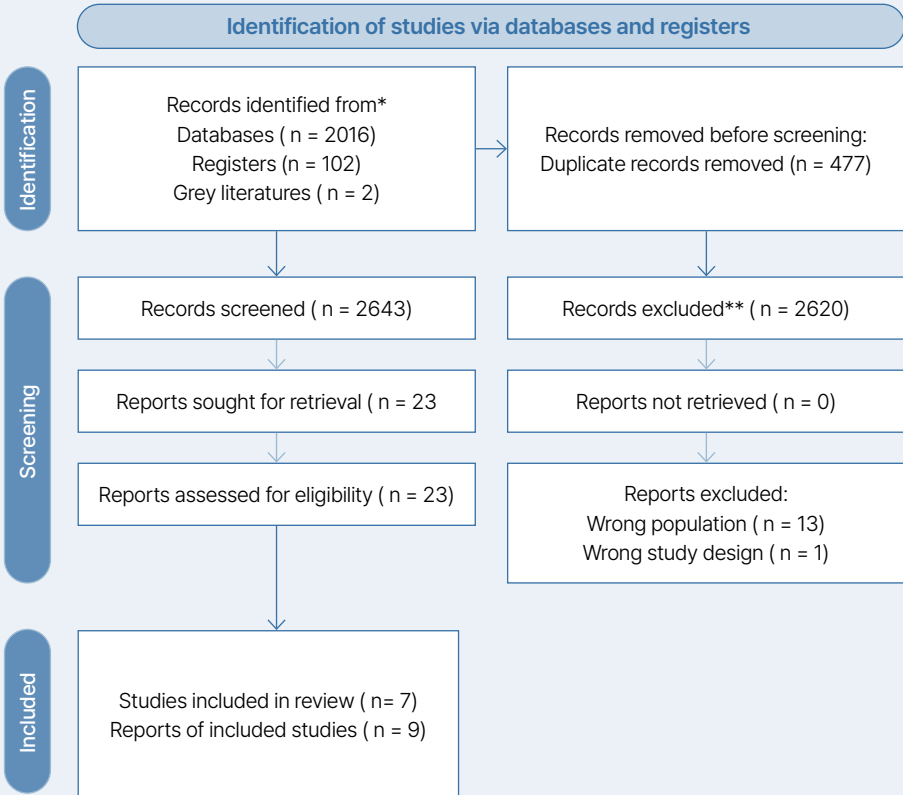 Identification of studies via databases and registers
Identification
Records identified from*
Databases ( n = 2016)
Registers (n = 102)
Grey literatures ( n = 2)
Records removed before screening:
Duplicate records removed (n = 477)
Screening
Records screened ( n = 2643)
Records excluded** ( n = 2620)
Reports sought for retrieval ( n = 23
Reports not retrieved ( n = 0)
Reports assessed for eligibility ( n = 23)
Reports excluded:
Wrong population ( n = 13)
Wrong study design ( n = 1)
Included
Studies included in review ( n= 7)
Reports of included studies ( n = 9)